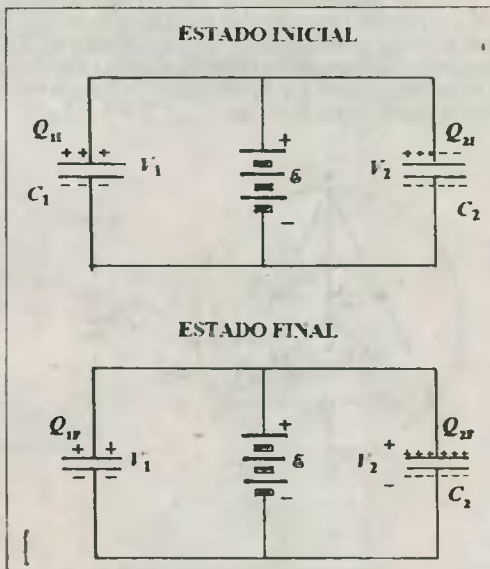 ESTADO INICIAL
Q1I
+ + +
V1
C1
+
ℰ
−
Q2I
V2
C2
ESTADO FINAL
Q1F
+ +
− −
V1
+
ℰ
−
V2
+
−
Q2F
C2